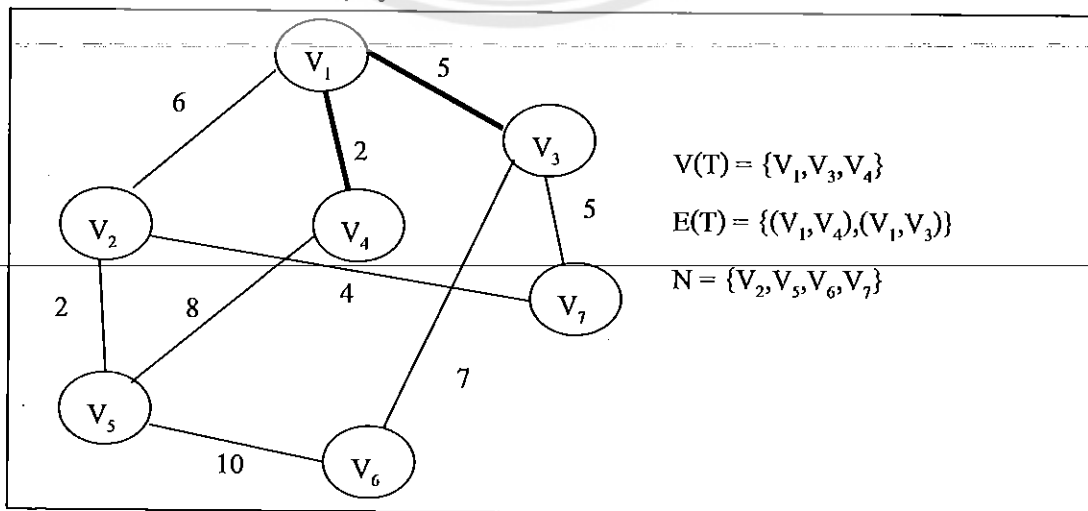 V₁
5
6
2
V₃
V(T) = {V₁,V₃,V₄}
V₂
V₄
5
E(T) = {(V₁,V₄),(V₁,V₃)}
2
8
4
V₇
N = {V₂,V₅,V₆,V₇}
7
V₅
10
V₆